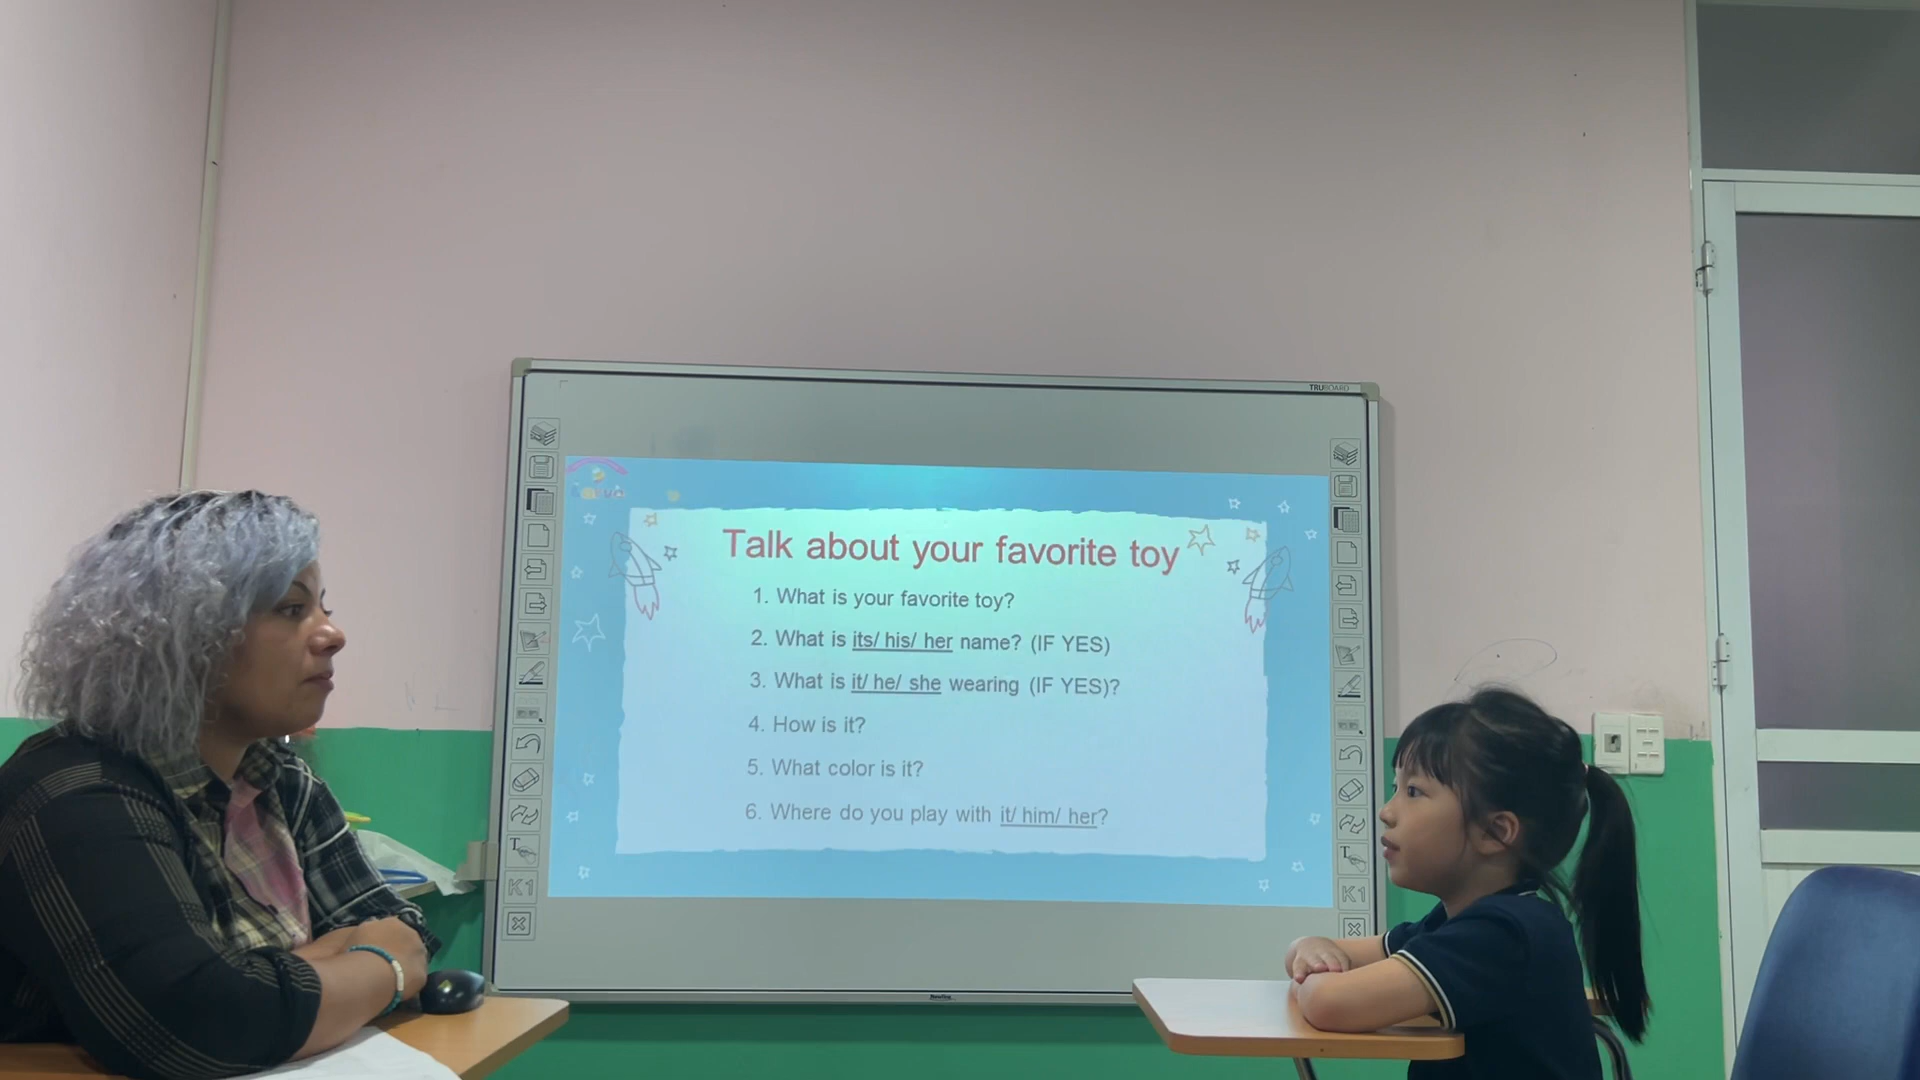 TRUBOARD
Talk about your favorite toy
1. What is your favorite toy?
2. What is its/ his/ her name? (IF YES)
3. What is it/ he/ she wearing (IF YES)?
4. How is it?
5. What color is it?
6. Where do you play with it/ him/ her?
T
T
K1
K1